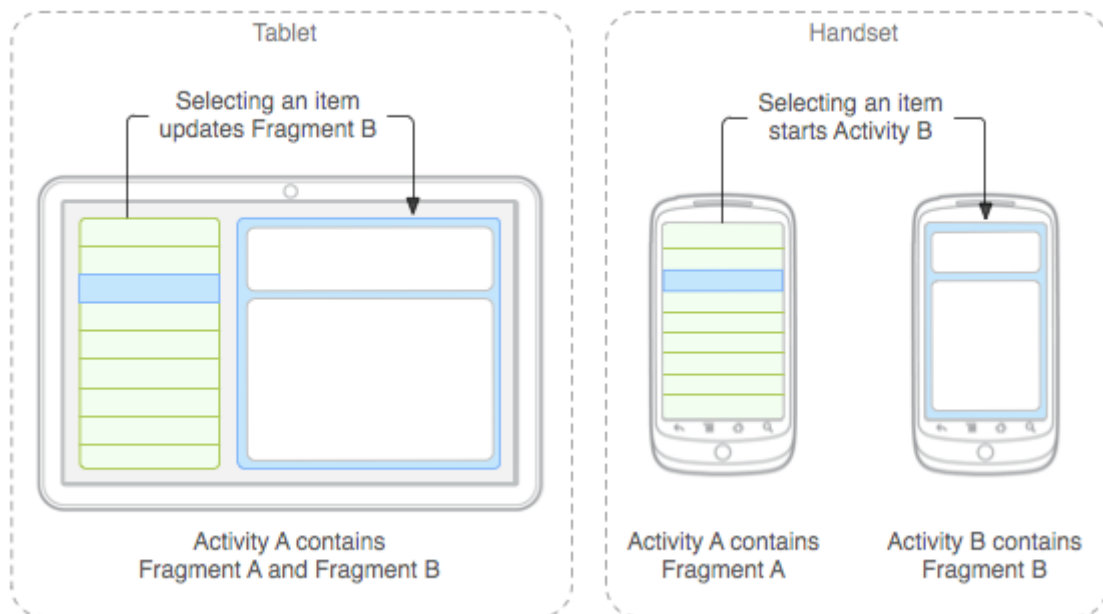 Tablet
Selecting an item
updates Fragment B
Activity A contains
Fragment A and Fragment B
Handset
Selecting an item
starts Activity B
Activity A contains
Fragment A
Activity B contains
Fragment B